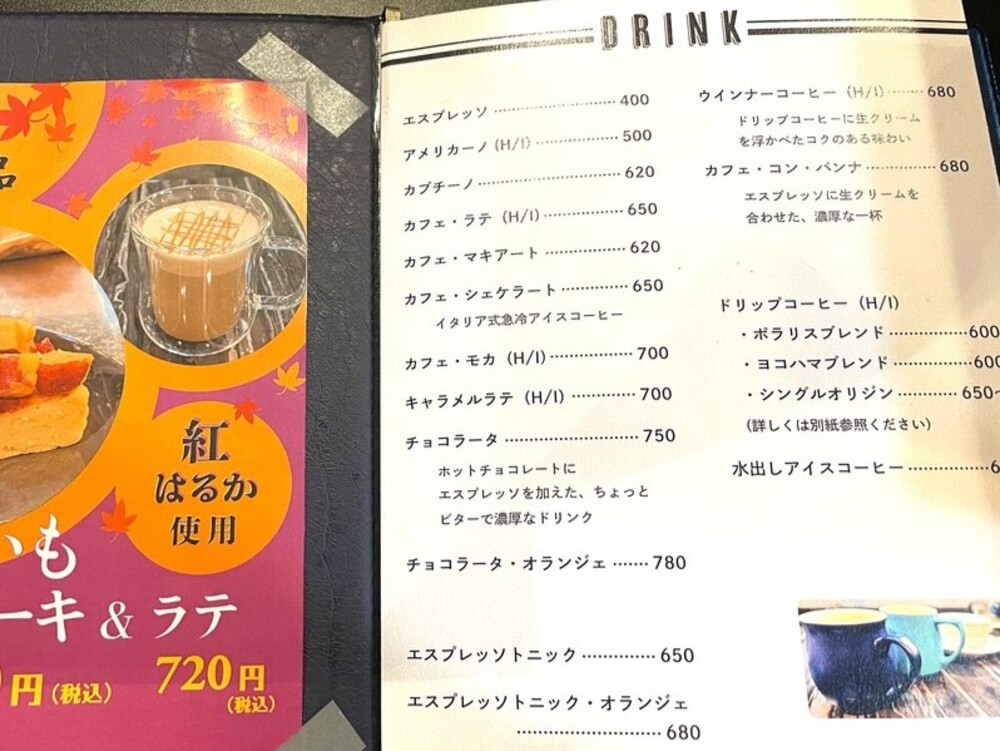 品
紅
はるか
使用
いも
ーキ & ラテ
円(税込)
720円
(税込)
DRINK
エスプレッソ 400
アメリカーノ(H/I) 500
カプチーノ 620
カフェ・ラテ(H/I) 650
カフェ・マキアート 620
カフェ・シェケラート 650
イタリア式急冷アイスコーヒー
カフェ・モカ(H/I) 700
キャラメルラテ(H/I) 700
チョコラータ 750
ホットチョコレートに
エスプレッソを加えた、ちょっと
ビターで濃厚なドリンク
チョコラータ・オランジェ 780
エスプレッソトニック 650
エスプレッソトニック・オランジェ
680
ウインナーコーヒー(H/I) 680
ドリップコーヒーに生クリーム
を浮かべたコクのある味わい
カフェ・コン・パンナ 680
エスプレッソに生クリームを
合わせた、濃厚な一杯
ドリップコーヒー(H/I)
・ポラリスブレンド 600
・ヨコハマブレンド 600
・シングルオリジン 650~
(詳しくは別紙参照ください)
水出しアイスコーヒー